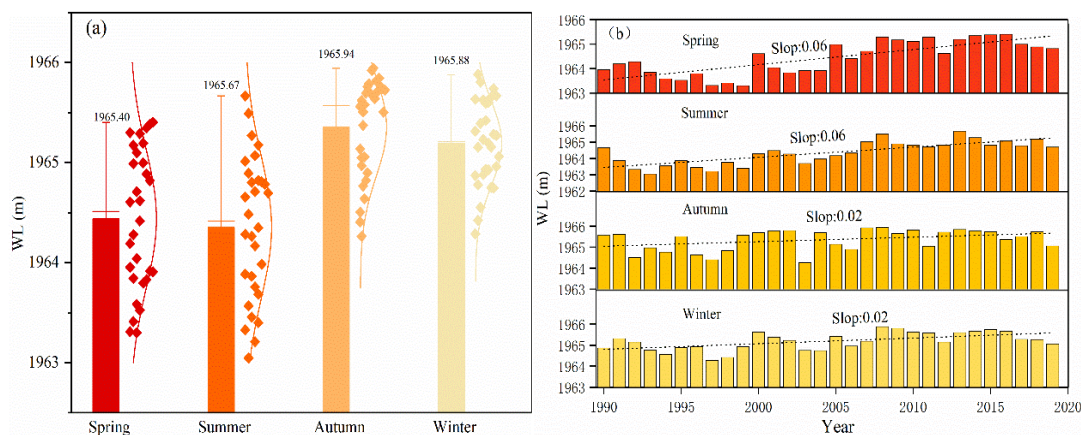 (a)
1966
1965
1964
1963
WL (m)
1965.40
1965.67
1965.94
1965.88
Spring
Summer
Autumn
Winter
(b)
1966
1965
1964
1963
Spring
Slop:0.06
1966
1965
1964
1963
1962
Summer
Slop:0.06
1966
1965
1964
1963
Autumn
Slop:0.02
1966
1965
1964
1963
Winter
Slop:0.02
WL (m)
1990
1995
2000
2005
2010
2015
2020
Year